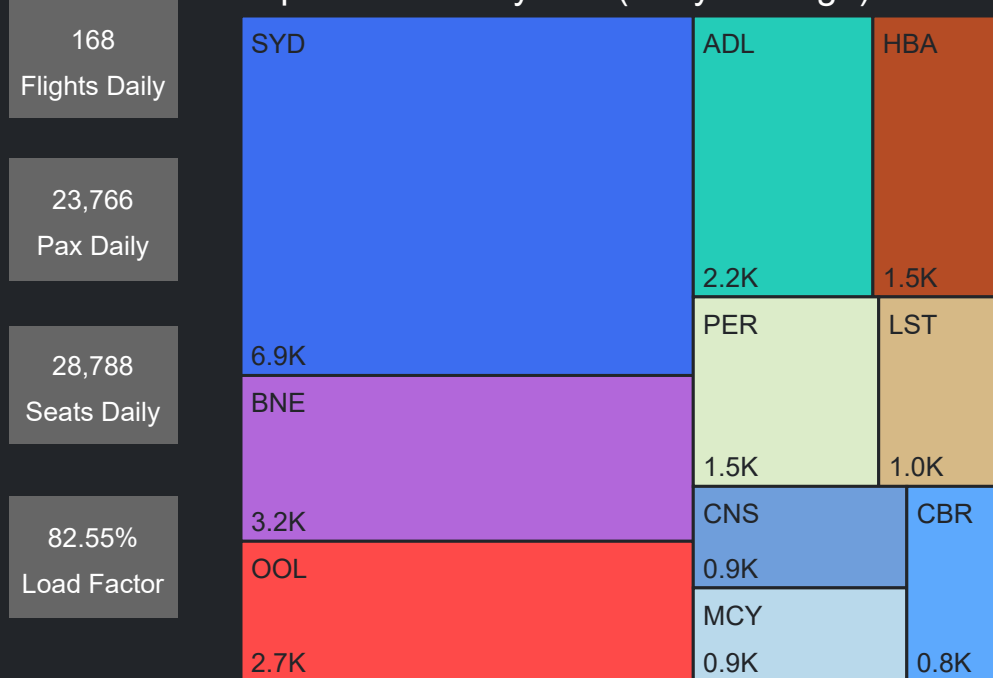 168
Flights Daily
23,766
Pax Daily
28,788
Seats Daily
82.55%
Load Factor
SYD
6.9K
BNE
3.2K
OOL
2.7K
ADL
2.2K
HBA
1.5K
PER
1.5K
LST
1.0K
CNS
0.9K
MCY
0.9K
CBR
0.8K